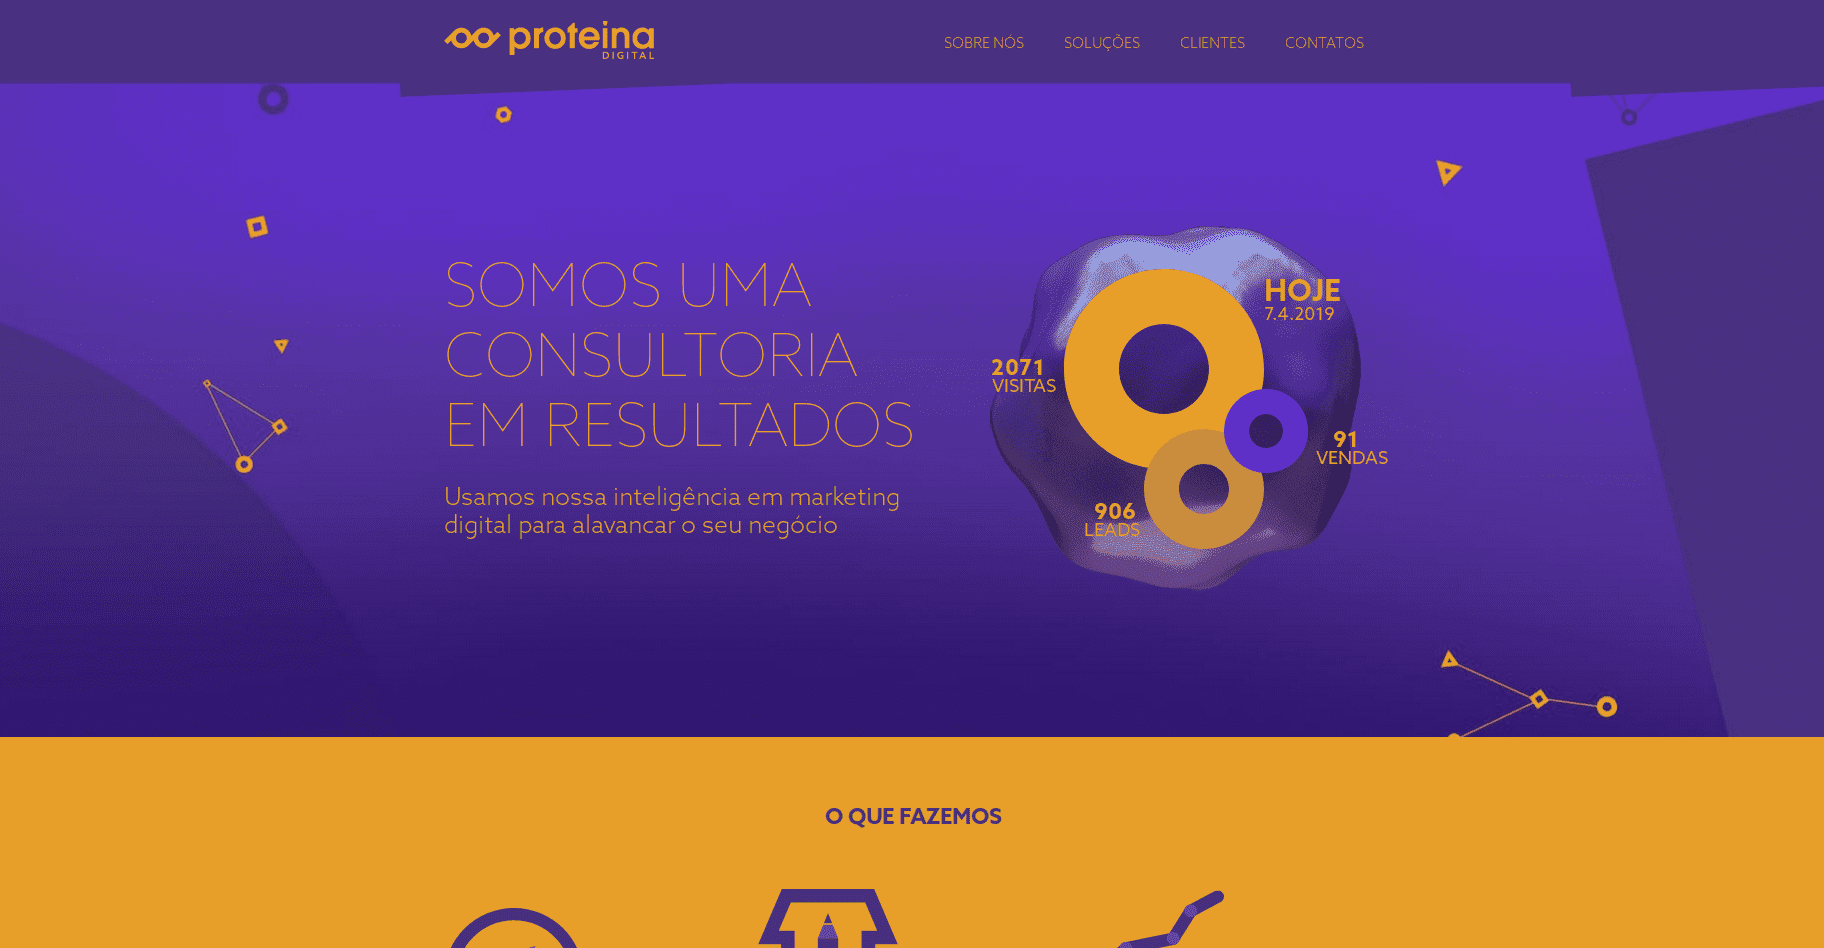 proteina
DIGITAL
SOBRE NÓS
SOLUÇÕES
CLIENTES
CONTATOS
SOMOS UMA
CONSULTORIA
EM RESULTADOS
Usamos nossa inteligência em marketing
digital para alavancar o seu negócio
HOJE
7.4.2019
2071
VISITAS
91
VENDAS
906
LEADS
O QUE FAZEMOS